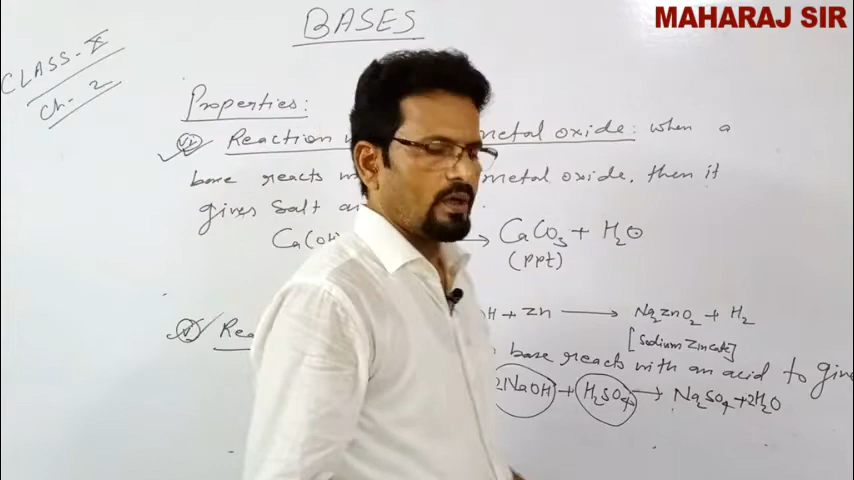 MAHARAJ SIR
BASES
CLASS-X
Ch-2
Properties:
Reaction metal oxide: when a
base reacts metal oxide, then it
gives Salt
Ca(OH → CaCO3 + H2O
(ppt)
H + Zn → Na2ZnO2 + H2
[Sodium Zincate]
base reacts with an acid to give
2NaOH + H2SO4 → Na2SO4 + 2H2O